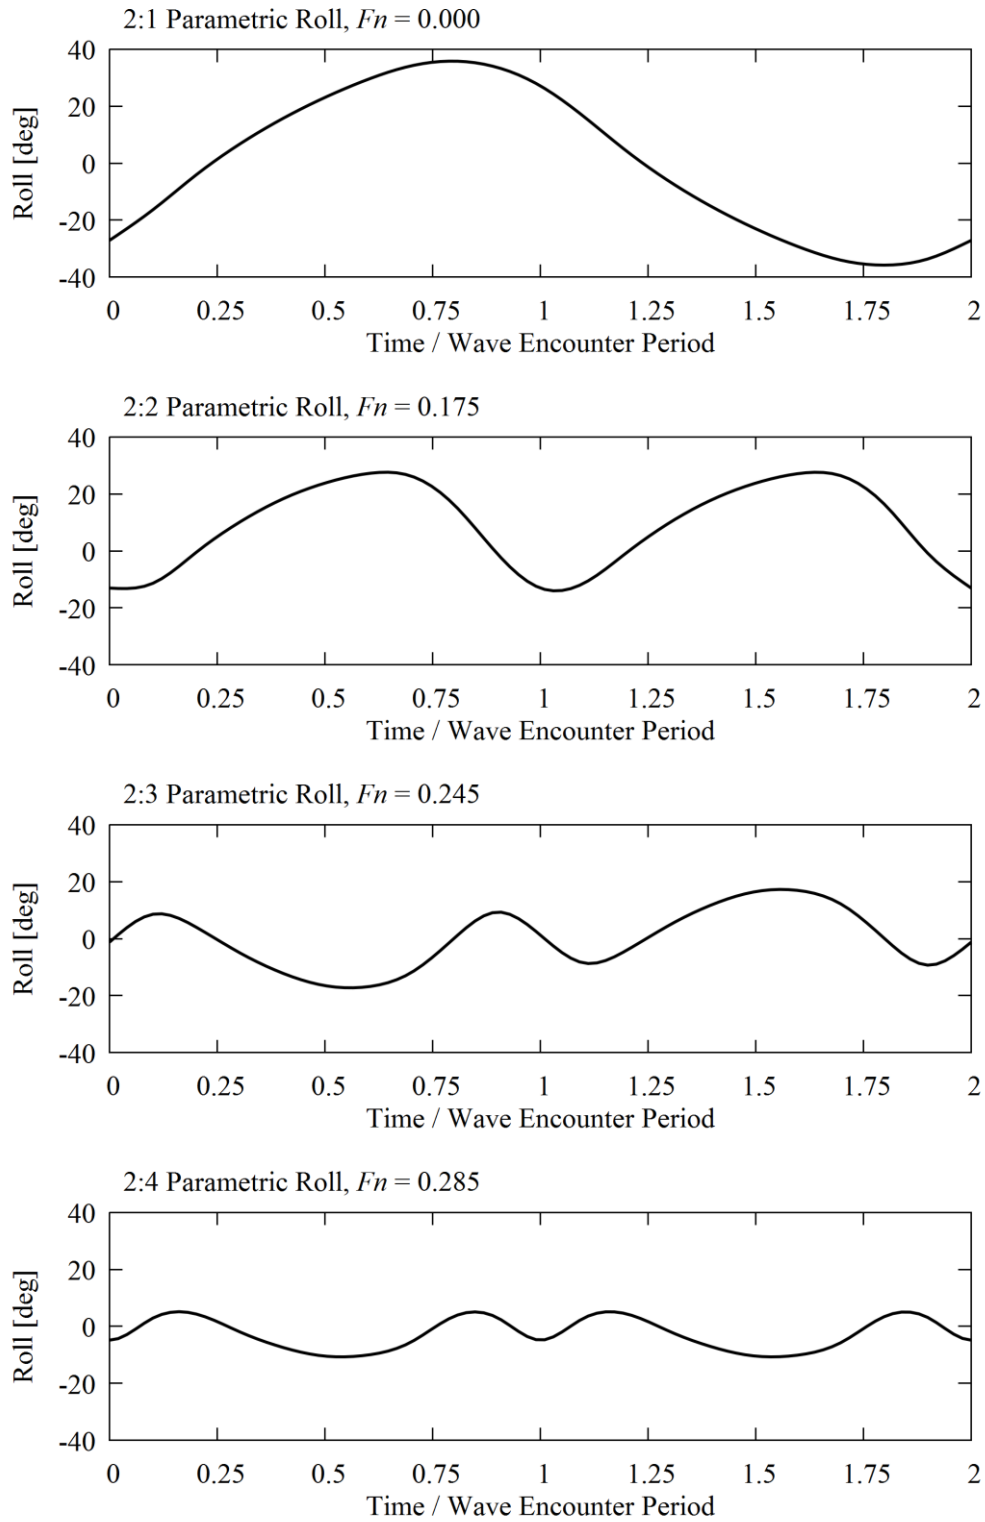 2:1 Parametric Roll, Fn = 0.000
40
20
0
-20
-40
Roll [deg]
0 0.25 0.5 0.75 1 1.25 1.5 1.75 2
Time / Wave Encounter Period
2:2 Parametric Roll, Fn = 0.175
40
20
0
-20
-40
Roll [deg]
0 0.25 0.5 0.75 1 1.25 1.5 1.75 2
Time / Wave Encounter Period
2:3 Parametric Roll, Fn = 0.245
40
20
0
-20
-40
Roll [deg]
0 0.25 0.5 0.75 1 1.25 1.5 1.75 2
Time / Wave Encounter Period
2:4 Parametric Roll, Fn = 0.285
40
20
0
-20
-40
Roll [deg]
0 0.25 0.5 0.75 1 1.25 1.5 1.75 2
Time / Wave Encounter Period